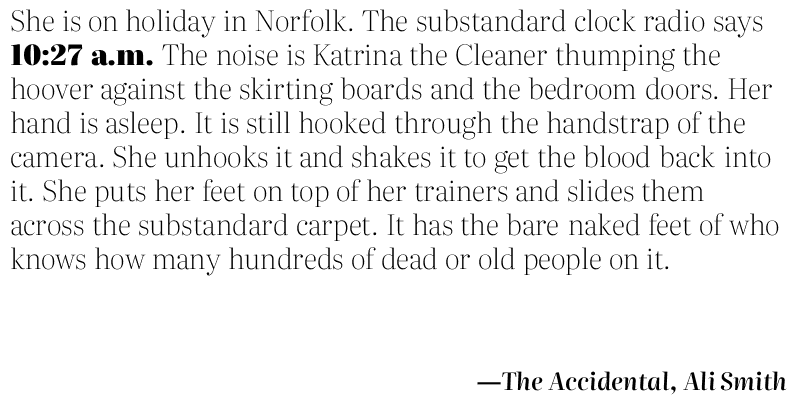 She is on holiday in Norfolk. The substandard clock radio says
10:27 a.m. The noise is Katrina the Cleaner thumping the
hoover against the skirting boards and the bedroom doors. Her
hand is asleep. It is still hooked through the handstrap of the
camera. She unhooks it and shakes it to get the blood back into
it. She puts her feet on top of her trainers and slides them
across the substandard carpet. It has the bare naked feet of who
knows how many hundreds of dead or old people on it.
—The Accidental, Ali Smith